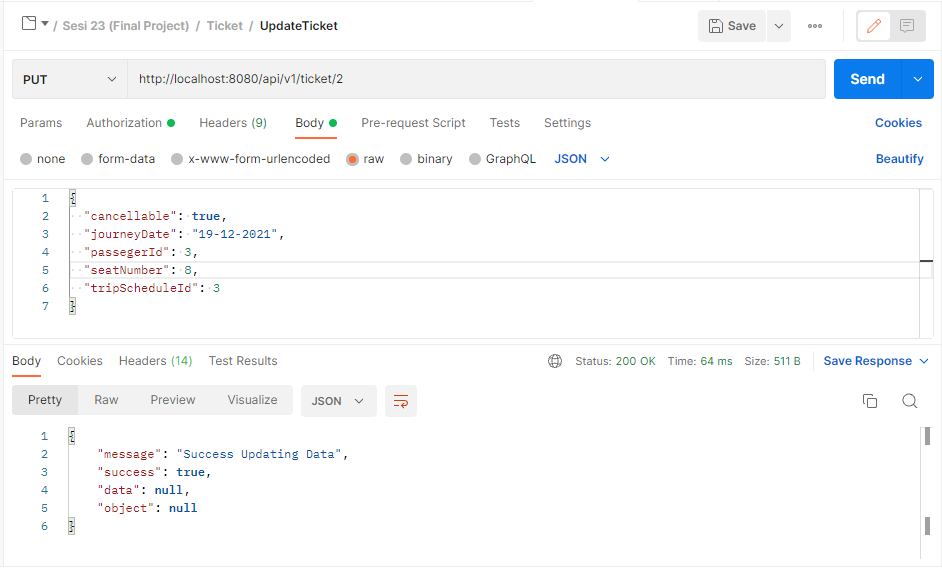 / Sesi 23 (Final Project) / Ticket / UpdateTicket
Save
PUT
http://localhost:8080/api/v1/ticket/2
Send
Params Authorization Headers (9) Body Pre-request Script Tests Settings Cookies
none form-data x-www-form-urlencoded raw binary GraphQL JSON Beautify
1 {
2 "cancellable": true,
3 "journeyDate": "19-12-2021",
4 "passegerId": 3,
5 "seatNumber": 8,
6 "tripScheduleId": 3
7 }
Body Cookies Headers (14) Test Results Status: 200 OK Time: 64 ms Size: 511 B Save Response
Pretty Raw Preview Visualize JSON
1 {
2 "message": "Success Updating Data",
3 "success": true,
4 "data": null,
5 "object": null
6 }